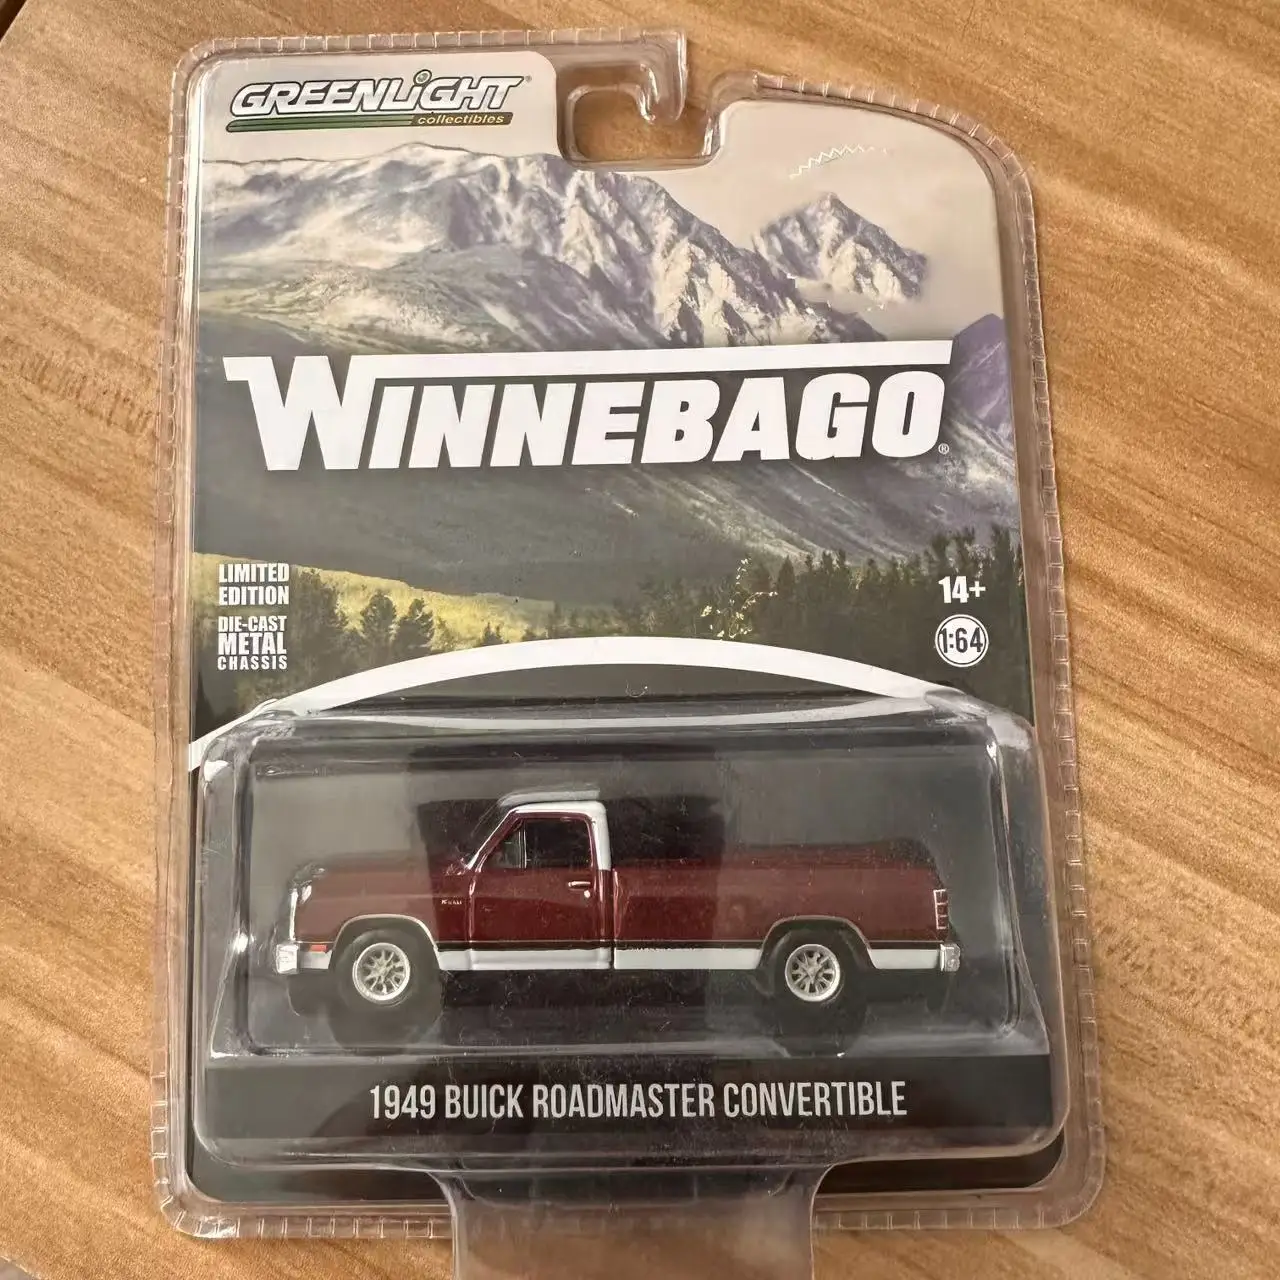 GREENLIGHT
collectibles
WINNEBAGO®
LIMITED
EDITION
DIE-CAST
METAL
CHASSIS
14+
1:64
1949 BUICK ROADMASTER CONVERTIBLE